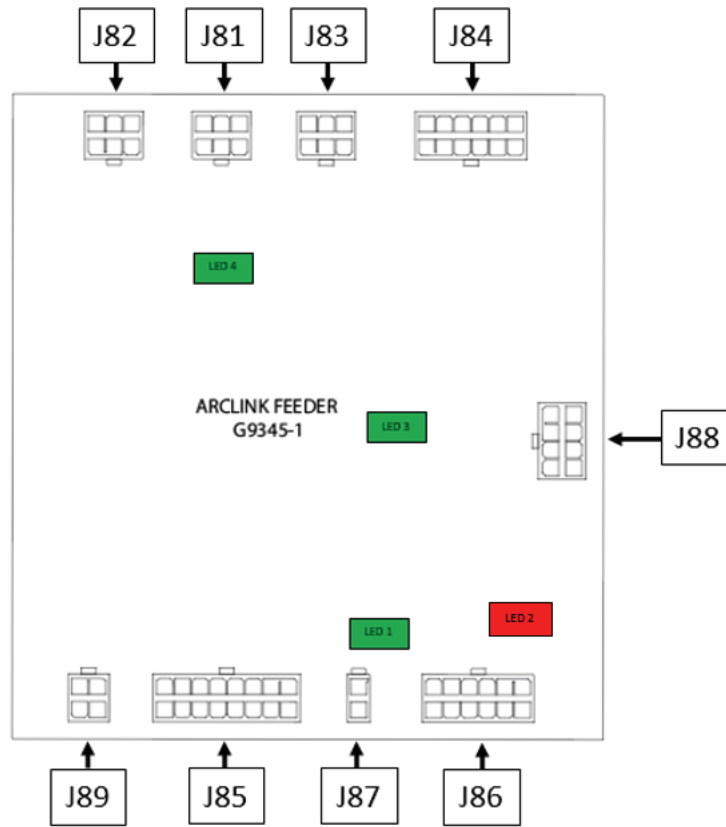 J82
J81
J83
J84
LED 4
ARCLINK FEEDER
G9345-1
LED 3
J88
LED 2
LED 1
J89
J85
J87
J86